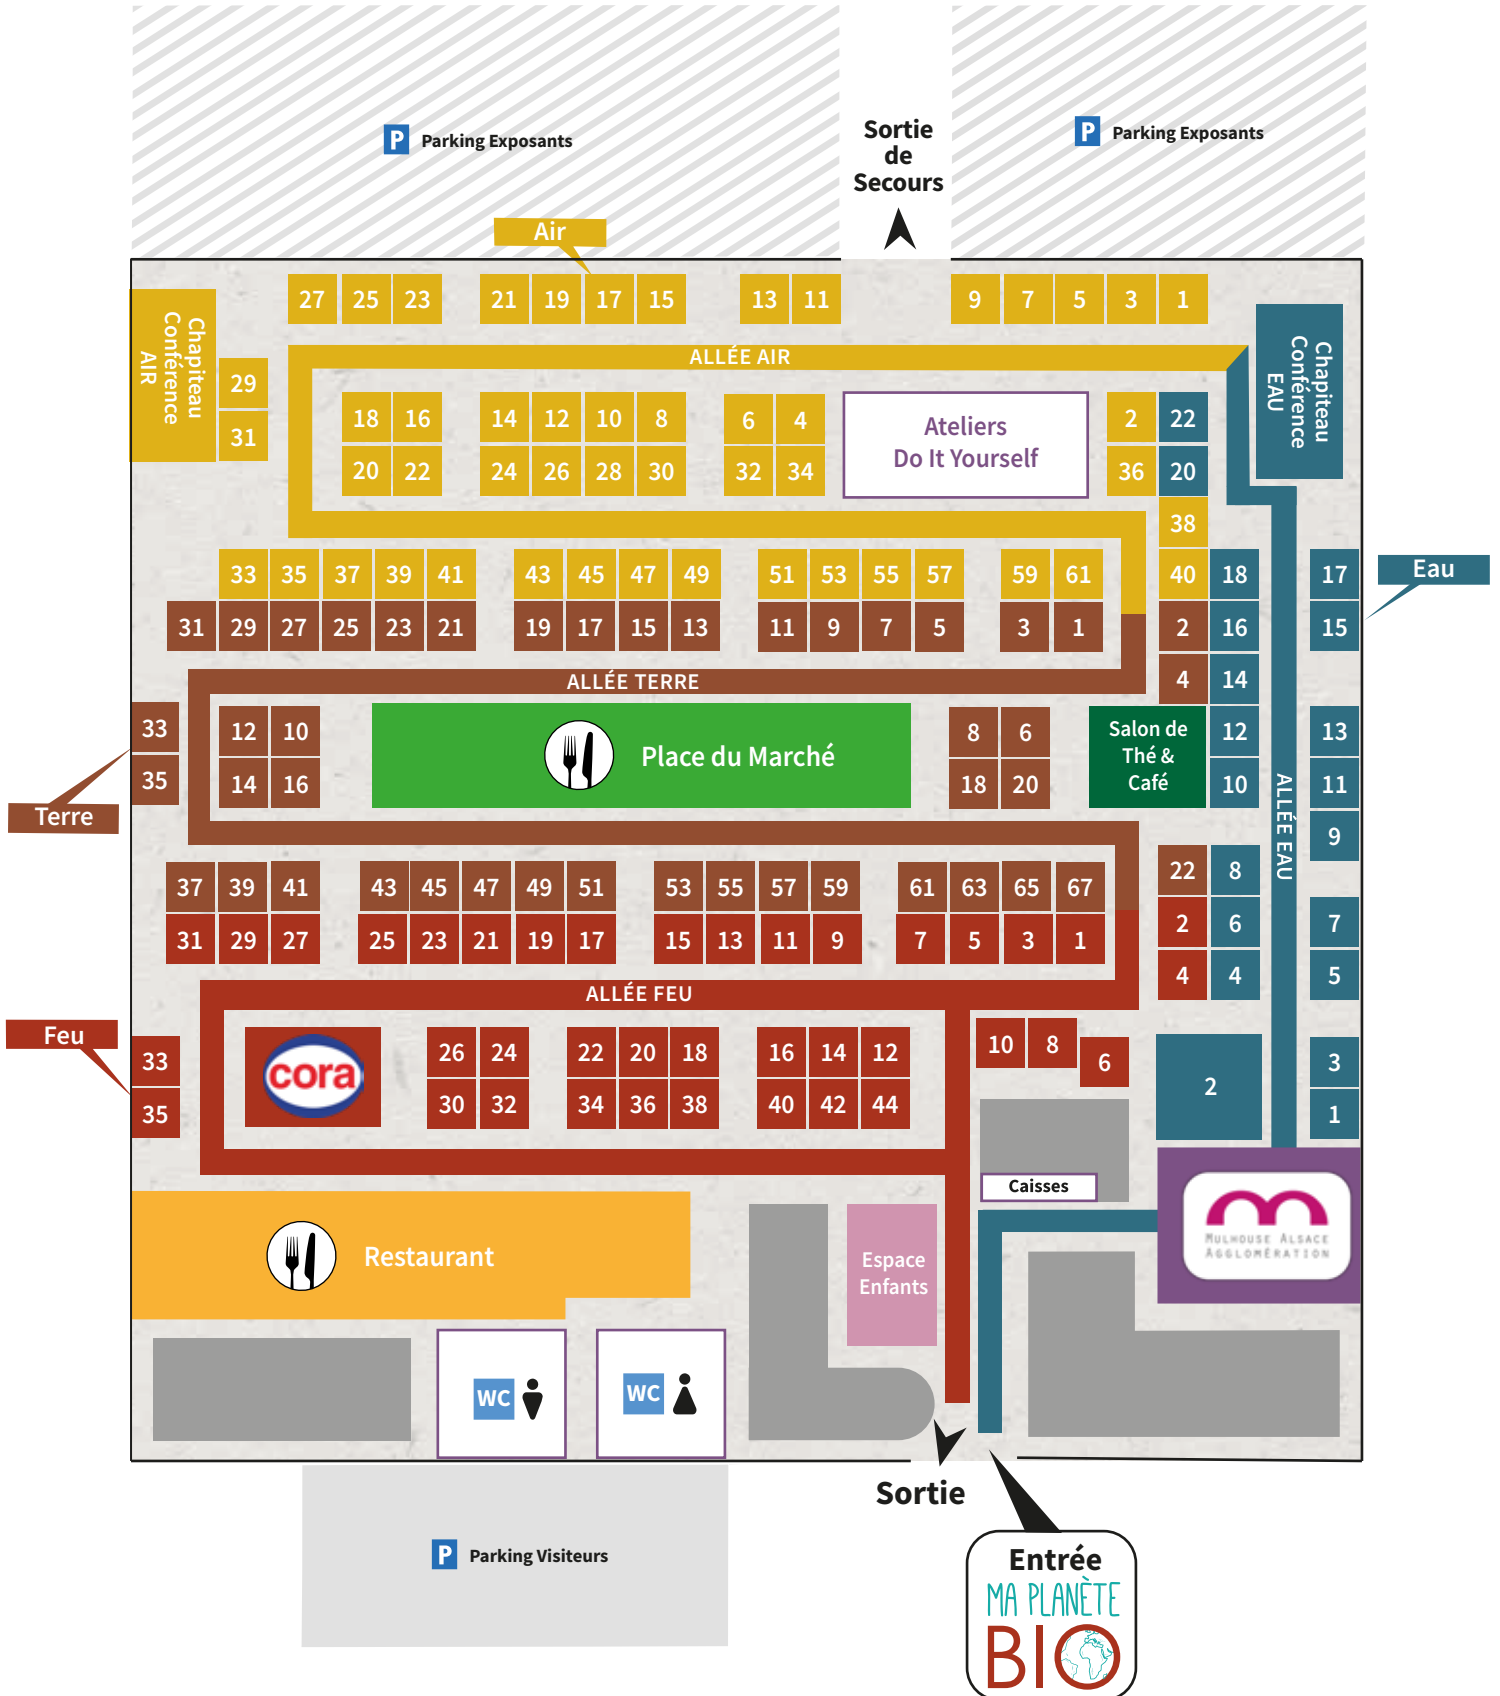 P Parking Exposants
Sortie
de
Secours
P Parking Exposants
Air
27 25 23 21 19 17 15 13 11 9 7 5 3 1
Chapiteau
Conférence
AIR
29
31
ALLÉE AIR
Chapiteau
Conférence
EAU
18 16 14 12 10 8 6 4
20 22 24 26 28 30 32 34
Ateliers
Do It Yourself
2 22
36 20
38
33 35 37 39 41 43 45 47 49 51 53 55 57 59 61 40 18 17
Eau
31 29 27 25 23 21 19 17 15 13 11 9 7 5 3 1 2 16 15
ALLÉE TERRE
4 14
33
35
Terre
12 10
14 16
Place du Marché
8 6
18 20
Salon de
Thé &
Café
12 13
10 11
9
ALLÉE EAU
37 39 41 43 45 47 49 51 53 55 57 59 61 63 65 67 22 8
31 29 27 25 23 21 19 17 15 13 11 9 7 5 3 1 2 6 7
4 4 5
ALLÉE FEU
Feu
33
35
cora
26 24 22 20 18 16 14 12
30 32 34 36 38 40 42 44
10 8
6
2
3
1
Caisses
MULHOUSE ALSACE
AGGLOMÉRATION
Restaurant
Espace
Enfants
WC
WC
Sortie
P Parking Visiteurs
Entrée
MA PLANÈTE
BIO